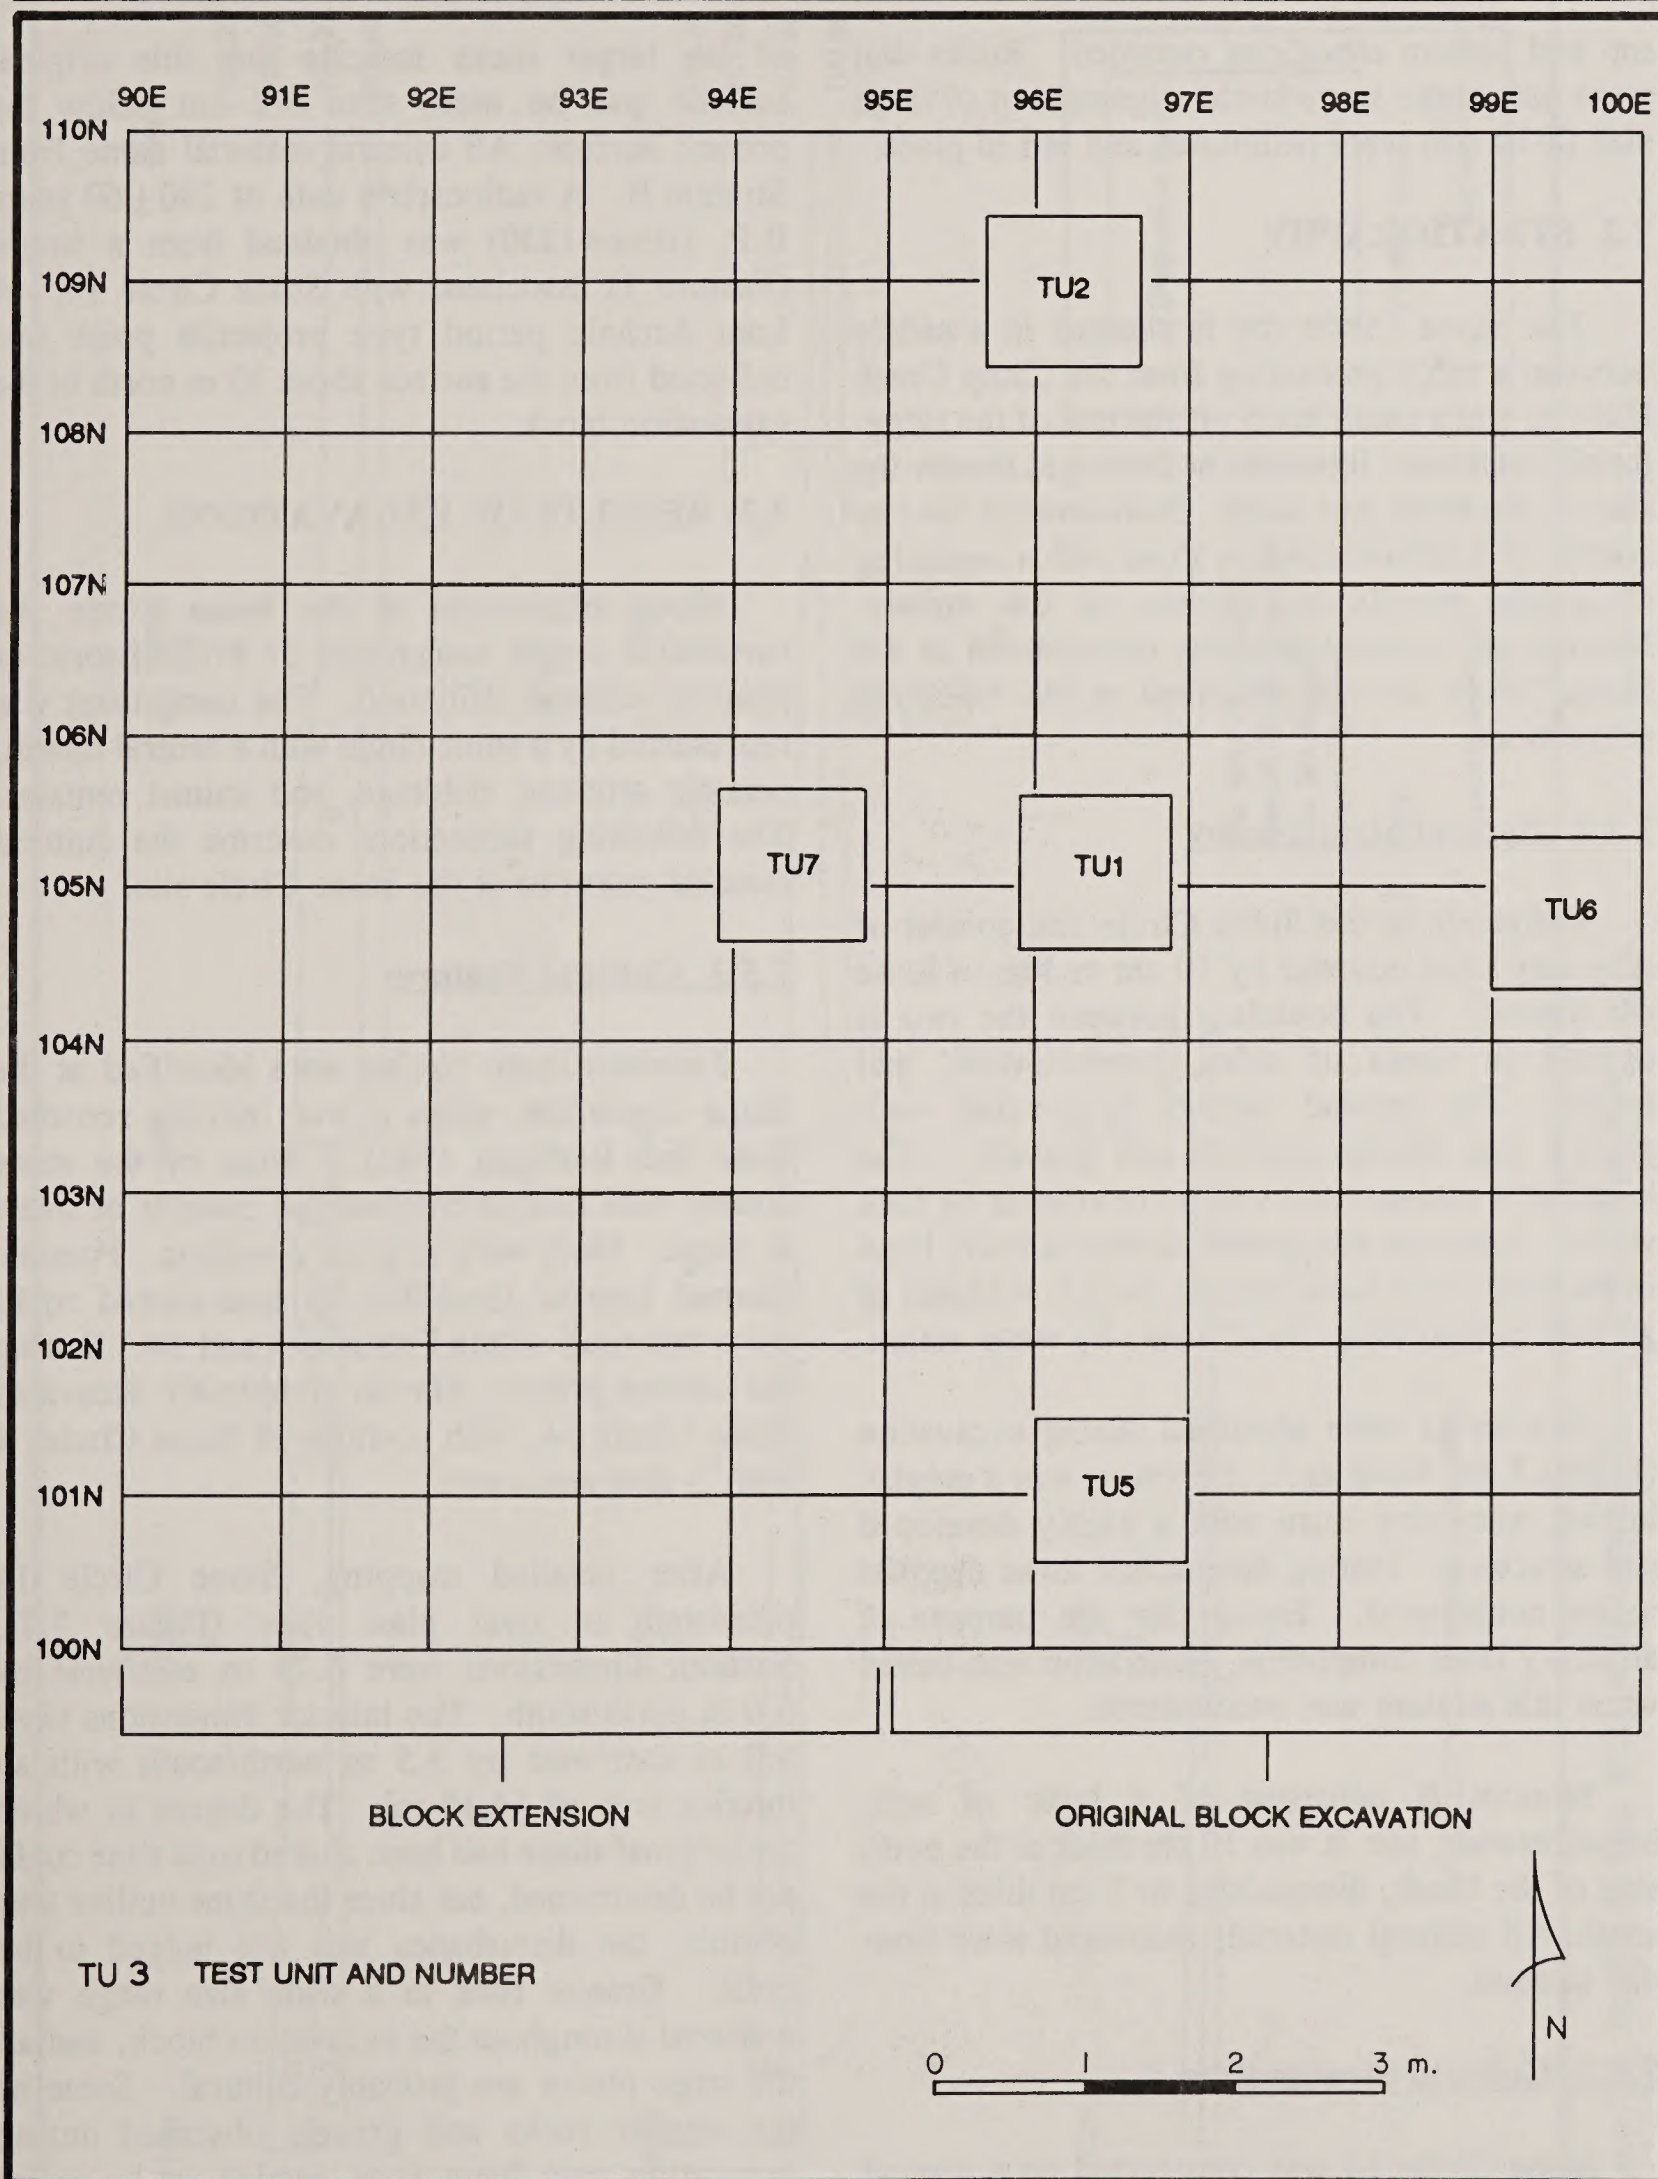 90E 91E 92E 93E 94E 95E 96E 97E 98E 99E 100E
110N
109N
TU2
108N
107N
106N
105N
TU7
TU1
TU6
104N
103N
102N
101N
TU5
100N
BLOCK EXTENSION
ORIGINAL BLOCK EXCAVATION
TU 3 TEST UNIT AND NUMBER
N
0 1 2 3 m.